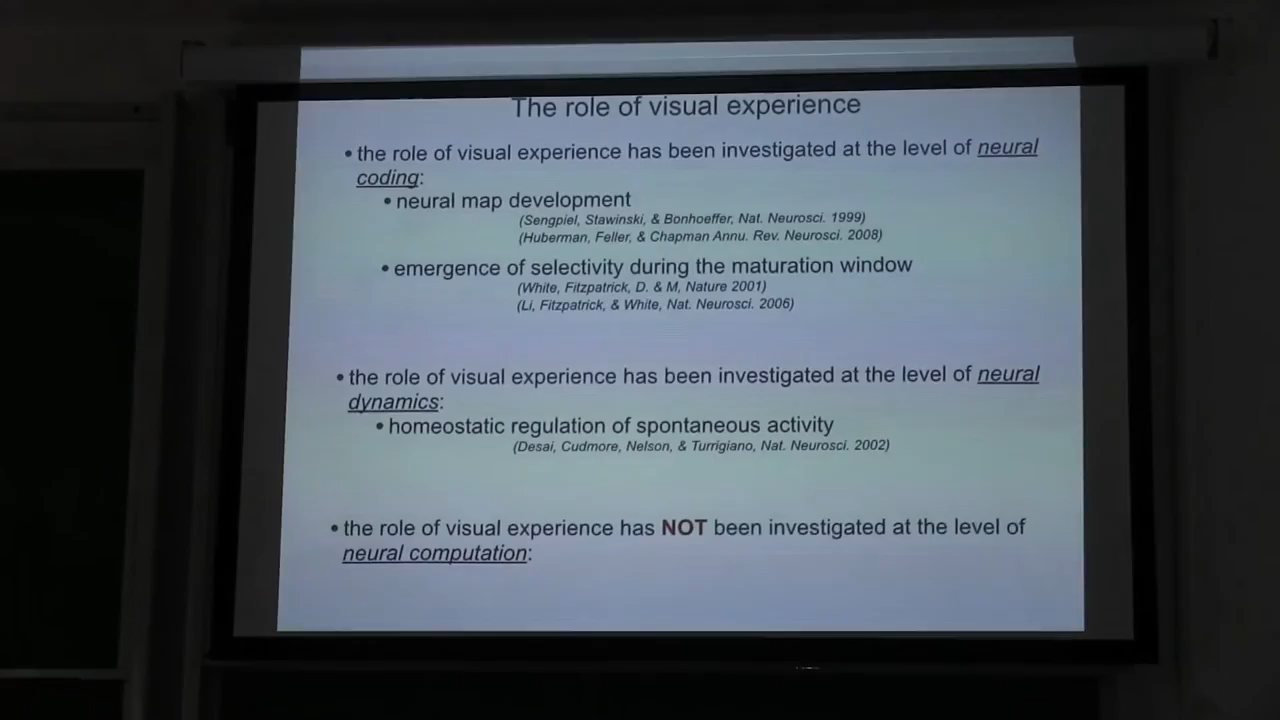 The role of visual experience
• the role of visual experience has been investigated at the level of neural
coding:
• neural map development
(Sengpiel, Stawinski, & Bonhoeffer, Nat. Neurosci. 1999)
(Huberman, Feller, & Chapman Annu. Rev. Neurosci. 2008)
• emergence of selectivity during the maturation window
(White, Fitzpatrick, D. & M, Nature 2001)
(Li, Fitzpatrick, & White, Nat. Neurosci. 2006)
• the role of visual experience has been investigated at the level of neural
dynamics:
• homeostatic regulation of spontaneous activity
(Desai, Cudmore, Nelson, & Turrigiano, Nat. Neurosci. 2002)
• the role of visual experience has NOT been investigated at the level of
neural computation: